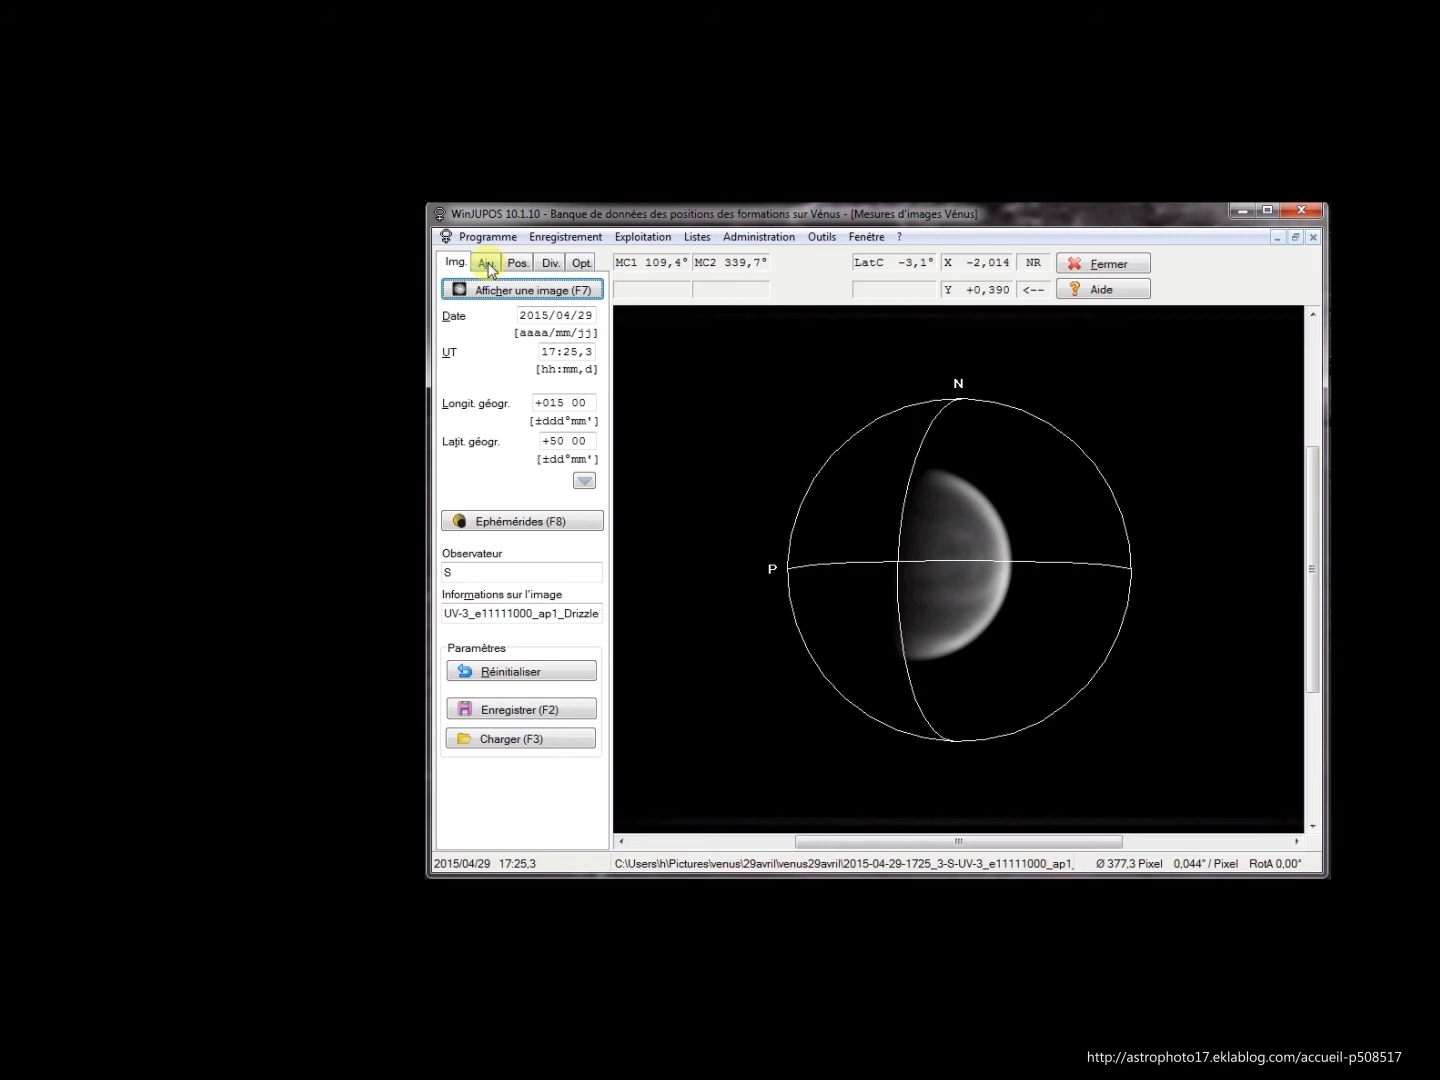 WinJUPOS 10.1.10 - Banque de données des positions des formations sur Vénus - [Mesures d'images Vénus]
Programme Enregistrement Exploitation Listes Administration Outils Fenêtre ?
Img. Aju. Pos. Div. Opt.
MC1 109,4° MC2 339,7° LatC -3,1° X -2,014 NR Fermer
Y +0,390 <-- Aide
Afficher une image (F7)
Date 2015/04/29
[aaaa/mm/jj]
UT 17:25,3
[hh:mm,d]
Longit. géogr. +015 00
[±ddd°mm']
Latit. géogr. +50 00
[±dd°mm']
Ephémérides (F8)
Observateur
S
Informations sur l'image
UV-3_e11111000_ap1_Drizzle
Paramètres
Réinitialiser
Enregistrer (F2)
Charger (F3)
N
P
2015/04/29 17:25,3 C:\Users\h\Pictures\venus\29avril\venus29avril\2015-04-29-1725_3-S-UV-3_e11111000_ap1_ Ø 377,3 Pixel 0,044" / Pixel RotA 0,00°
http://astrophoto17.eklablog.com/accueil-p508517